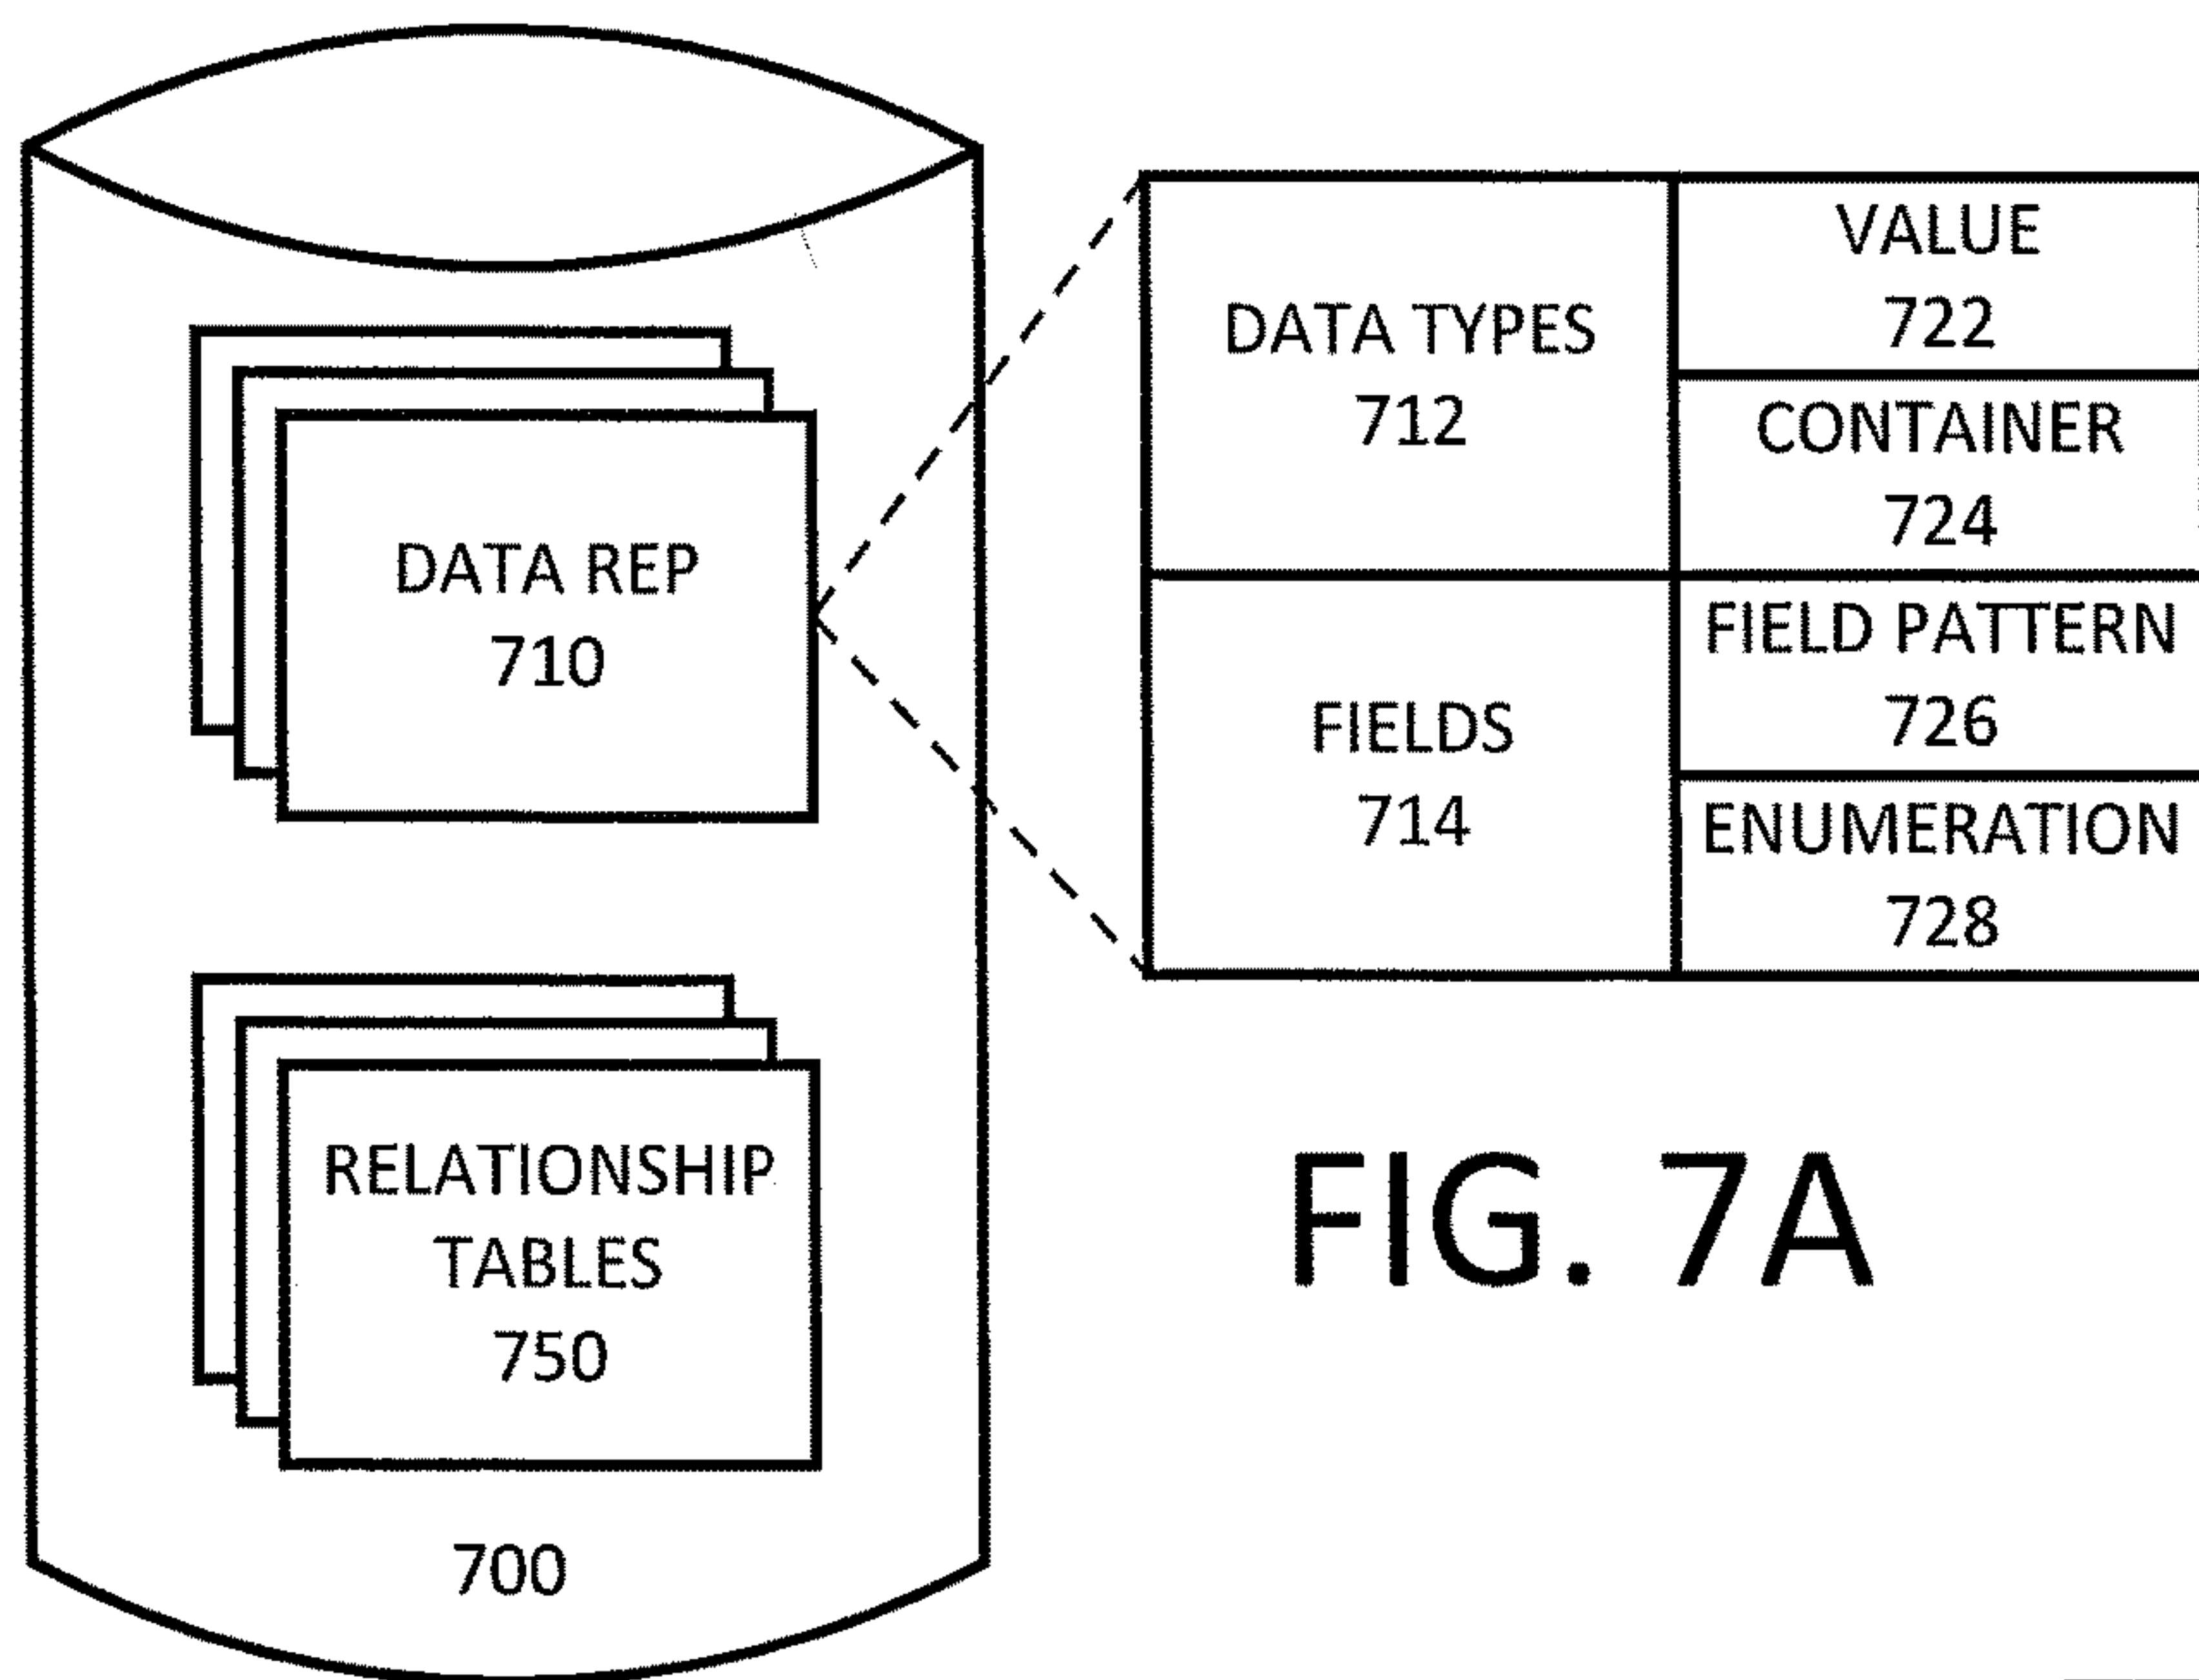 DATA REP
710
RELATIONSHIP
TABLES
750
700
DATA TYPES
712
FIELDS
714
VALUE
722
CONTAINER
724
FIELD PATTERN
726
ENUMERATION
728
FIG. 7A